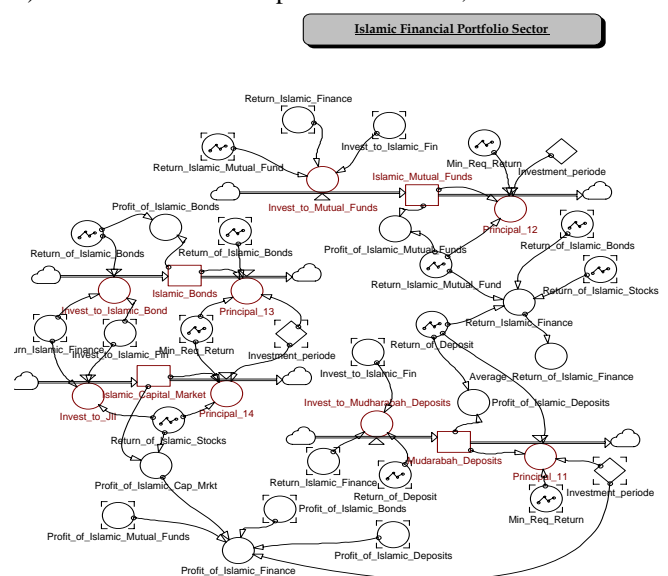 Islamic Financial Portfolio Sector
Return_Islamic_Finance
Invest_to_Islamic_Fin
Return_Islamic_Mutual_Fund
Min_Req_Return
Investment_periode
Islamic_Mutual_Funds
Invest_to_Mutual_Funds
Principal_12
Profit_of_Islamic_Bonds
Return_of_Islamic_Bonds
Return_of_Islamic_Bonds
Profit_of_Islamic_Mutual_Funds
Return_of_Islamic_Bonds
Return_Islamic_Mutual_Fund
Return_of_Islamic_Stocks
Islamic_Bonds
Invest_to_Islamic_Bond
Principal_13
Return_Islamic_Finance
Return_of_Deposit
urn_Islamic_Finance
Invest_to_Islamic_Fin
Min_Req_Return
Investment_periode
Invest_to_Islamic_Fin
Average_Return_of_Islamic_Finance
Islamic_Capital_Market
Invest_to_JII
Principal_14
Invest_to_Mudharabah_Deposits
Profit_of_Islamic_Deposits
Return_of_Islamic_Stocks
Mudarabah_Deposits
Principal_11
Profit_of_Islamic_Cap_Mrkt
Return_Islamic_Finance
Return_of_Deposit
Investment_periode
Profit_of_Islamic_Bonds
Min_Req_Return
Profit_of_Islamic_Mutual_Funds
Profit_of_Islamic_Deposits
Profit_of_Islamic_Finance